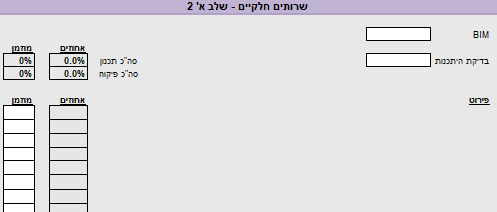 שרותים חלקיים - שלב א' 2
BIM
אחוזים מוזמן
בדיקת היתכנות סה"כ תכנון 0.0% 0%
סה"כ פיקוח 0.0% 0%
פירוט אחוזים מוזמן